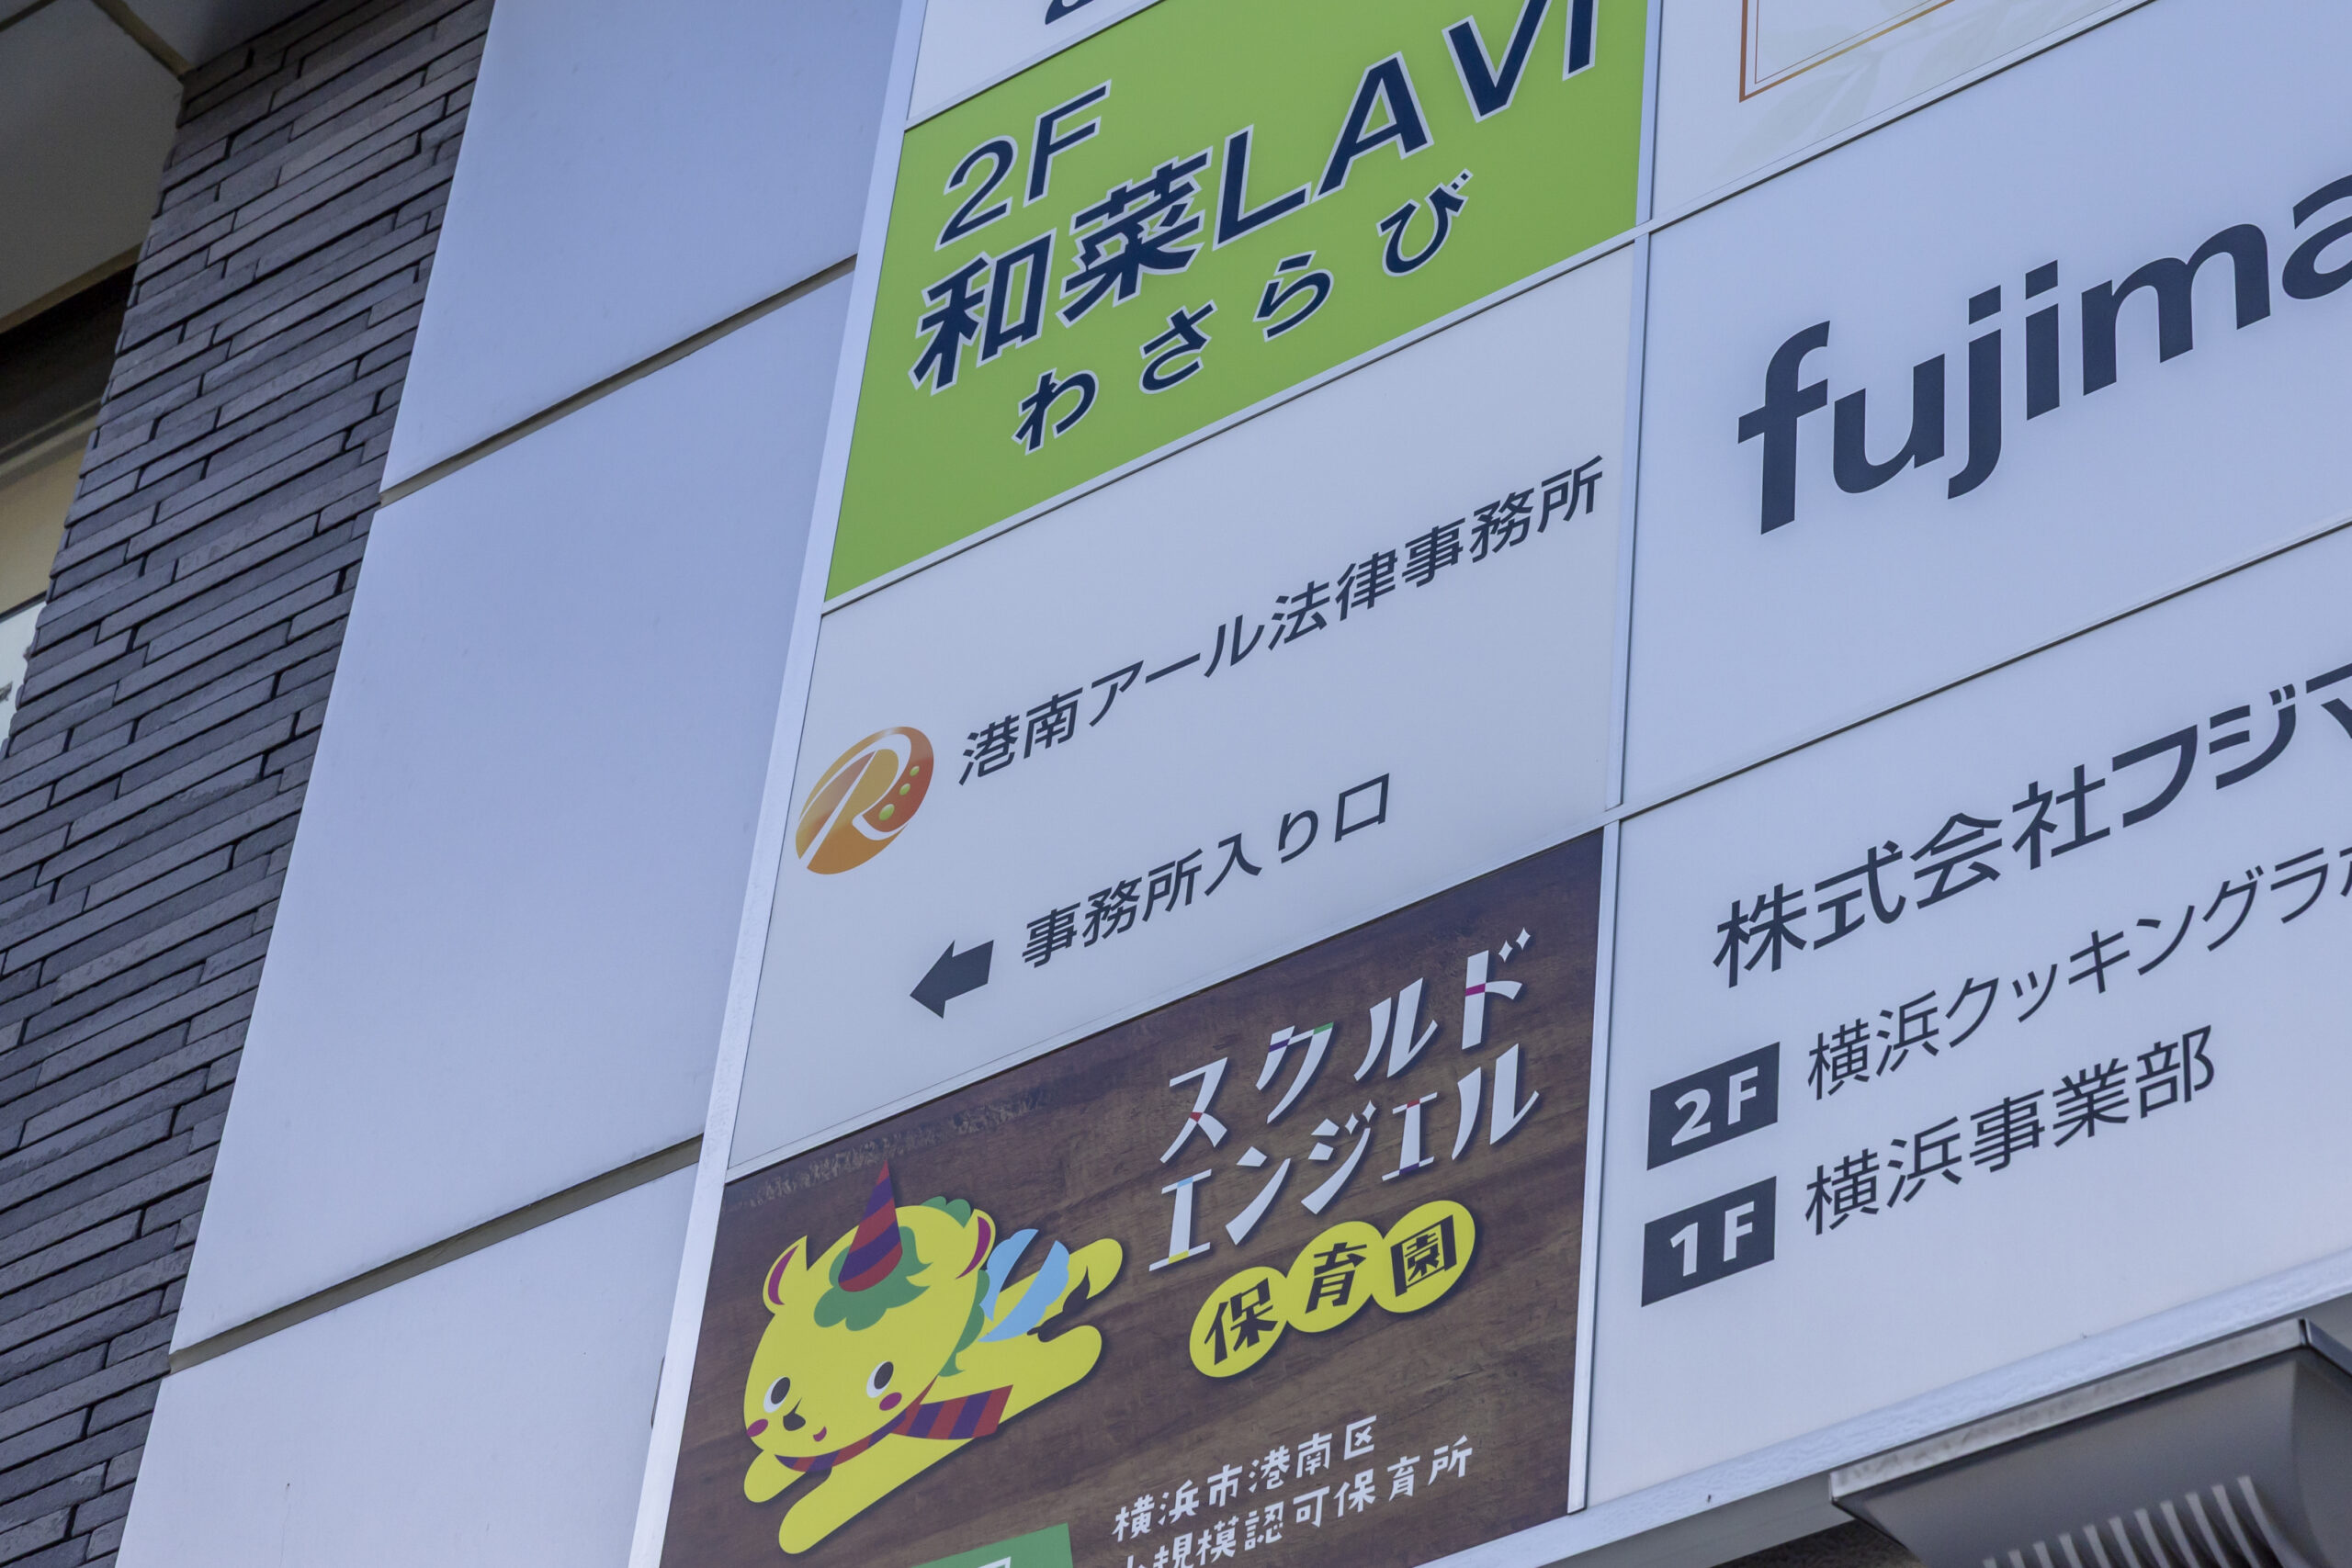 2F
和菜LAVI
わさらび
港南アール法律事務所
R
← 事務所入り口
スクルド
エンジェル
保育園
横浜市港南区
規模認可保育所
fujima
株式会社フジマ
2F 横浜クッキングラボ
1F 横浜事業部